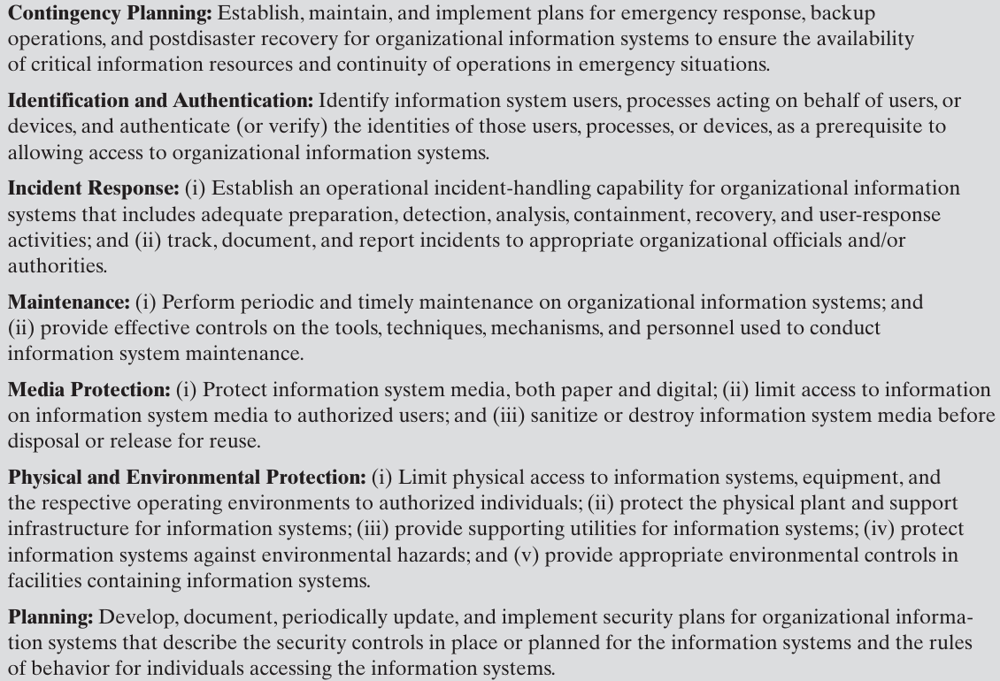 Contingency Planning: Establish, maintain, and implement plans for emergency response, backup
operations, and postdisaster recovery for organizational information systems to ensure the availability
of critical information resources and continuity of operations in emergency situations.
Identification and Authentication: Identify information system users, processes acting on behalf of users, or
devices, and authenticate (or verify) the identities of those users, processes, or devices, as a prerequisite to
allowing access to organizational information systems.
Incident Response: (i) Establish an operational incident-handling capability for organizational information
systems that includes adequate preparation, detection, analysis, containment, recovery, and user-response
activities; and (ii) track, document, and report incidents to appropriate organizational officials and/or
authorities.
Maintenance: (i) Perform periodic and timely maintenance on organizational information systems; and
(ii) provide effective controls on the tools, techniques, mechanisms, and personnel used to conduct
information system maintenance.
Media Protection: (i) Protect information system media, both paper and digital; (ii) limit access to information
on information system media to authorized users; and (iii) sanitize or destroy information system media before
disposal or release for reuse.
Physical and Environmental Protection: (i) Limit physical access to information systems, equipment, and
the respective operating environments to authorized individuals; (ii) protect the physical plant and support
infrastructure for information systems; (iii) provide supporting utilities for information systems; (iv) protect
information systems against environmental hazards; and (v) provide appropriate environmental controls in
facilities containing information systems.
Planning: Develop, document, periodically update, and implement security plans for organizational informa-
tion systems that describe the security controls in place or planned for the information systems and the rules
of behavior for individuals accessing the information systems.